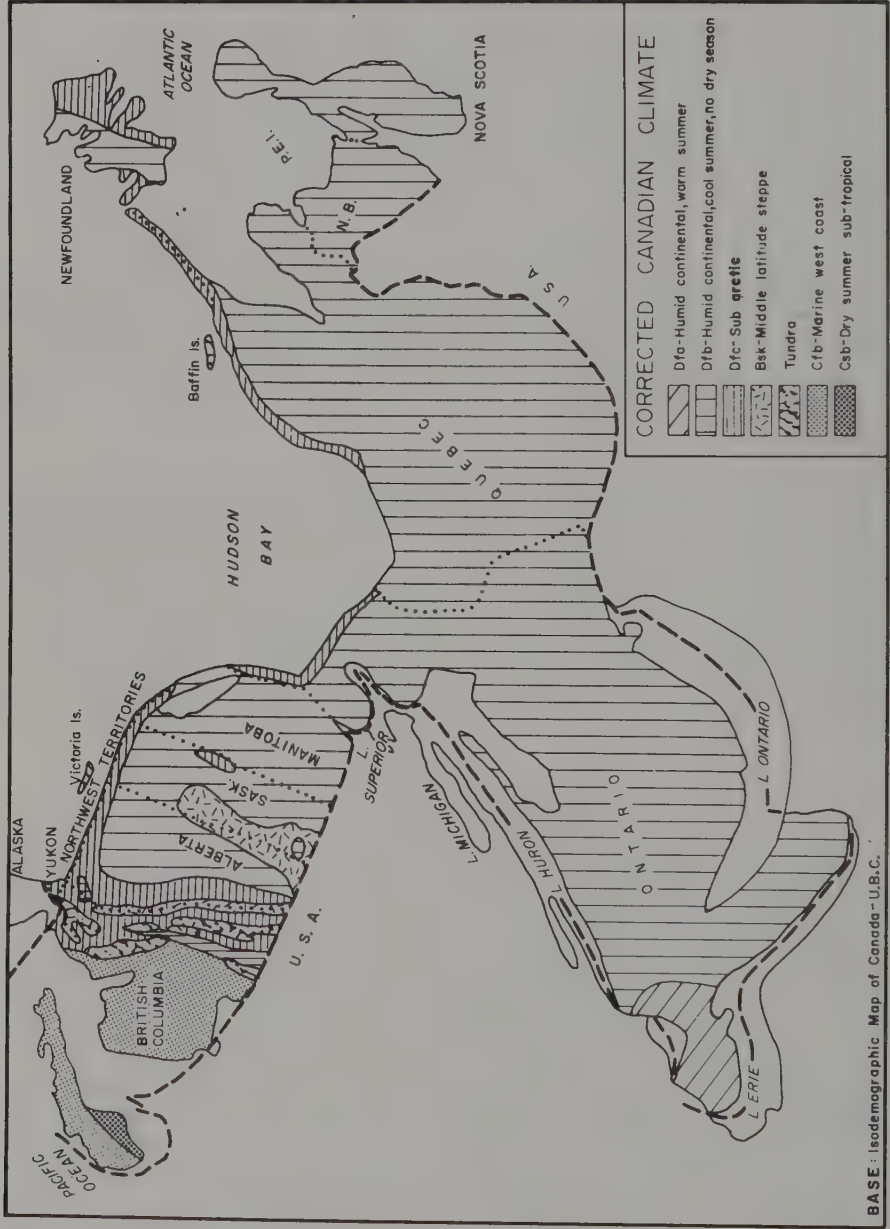 ALASKA
YUKON
NORTHWEST TERRITORIES
Victoria Is.
PACIFIC
OCEAN
BRITISH
COLUMBIA
ALBERTA
SASK.
MANITOBA
U. S. A.
HUDSON
BAY
Baffin Is.
NEWFOUNDLAND
ATLANTIC
OCEAN
P.E.I.
N. B.
NOVA SCOTIA
QUEBEC
U S A.
L.
SUPERIOR
L. MICHIGAN
L HURON
ONTARIO
L ONTARIO
L ERIE
CORRECTED CANADIAN CLIMATE
Dfa-Humid continental, warm summer
Dfb-Humid continental, cool summer, no dry season
Dfc-Sub arctic
Bsk-Middle latitude steppe
Tundra
Cfb-Marine west coast
Csb-Dry summer sub-tropical
BASE: Isodemographic Map of Canada-U.B.C.